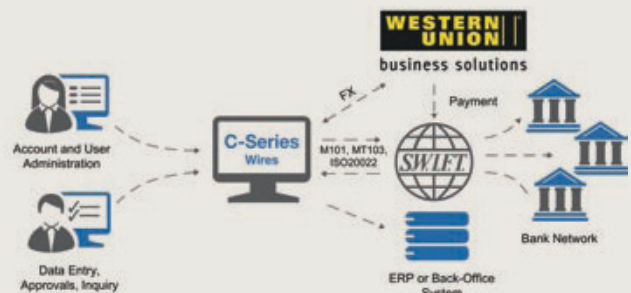 WESTERN
UNION
business solutions
FX
Payment
Account and User
Administration
C-Series
Wires
M101, MT103,
ISO20022
S.W.I.F.T.
Data Entry,
Approvals, Inquiry
ERP or Back-Office
System
Bank Network